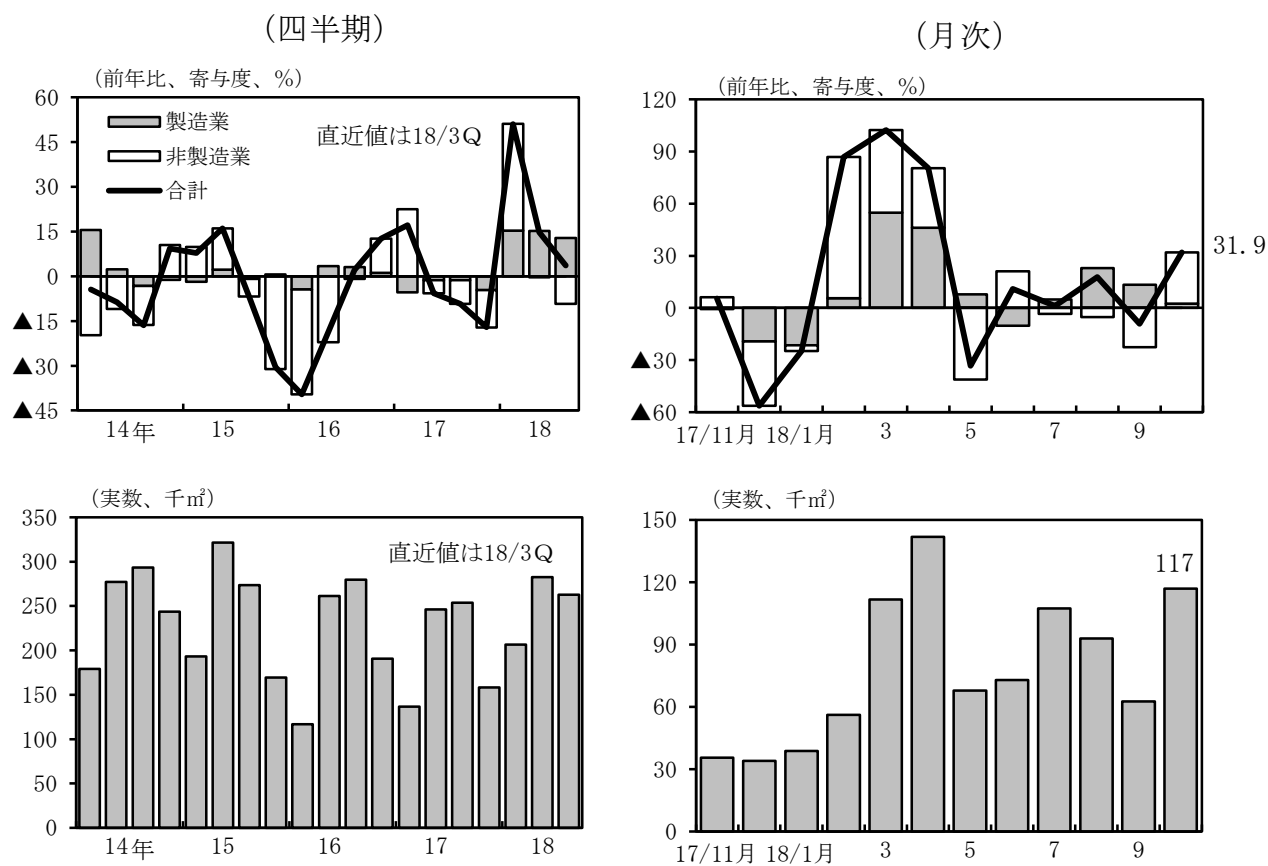 (四半期)
(前年比、寄与度、%)
60
45
30
15
0
▲15
▲30
▲45
製造業
非製造業
合計
直近値は18/3Q
14年 15 16 17 18
(月次)
(前年比、寄与度、%)
120
90
60
30
0
▲30
▲60
31.9
17/11月 18/1月 3 5 7 9
(実数、千㎡)
350
300
250
200
150
100
50
0
直近値は18/3Q
14年 15 16 17 18
(実数、千㎡)
150
120
90
60
30
0
117
17/11月 18/1月 3 5 7 9